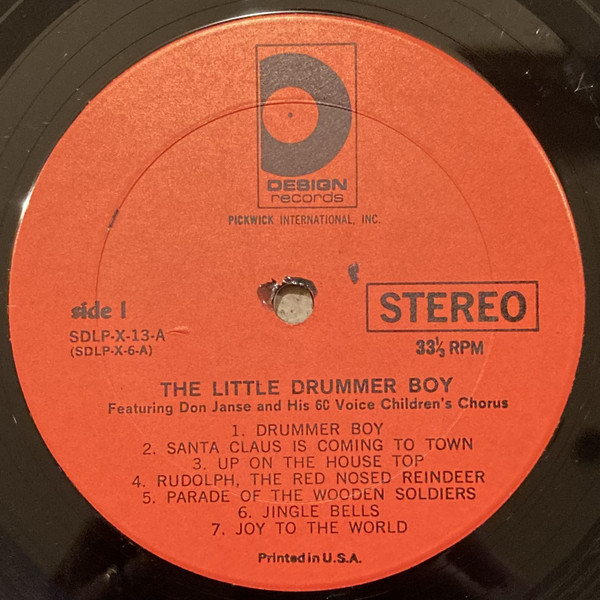 DESIGN
records
PICKWICK INTERNATIONAL, INC.
side 1
STEREO
SDLP-X-13-A
(SDLP-X-6-A)
33⅓ RPM
THE LITTLE DRUMMER BOY
Featuring Don Janse and His 60 Voice Children's Chorus
1. DRUMMER BOY
2. SANTA CLAUS IS COMING TO TOWN
3. UP ON THE HOUSE TOP
4. RUDOLPH, THE RED NOSED REINDEER
5. PARADE OF THE WOODEN SOLDIERS
6. JINGLE BELLS
7. JOY TO THE WORLD
Printed in U.S.A.